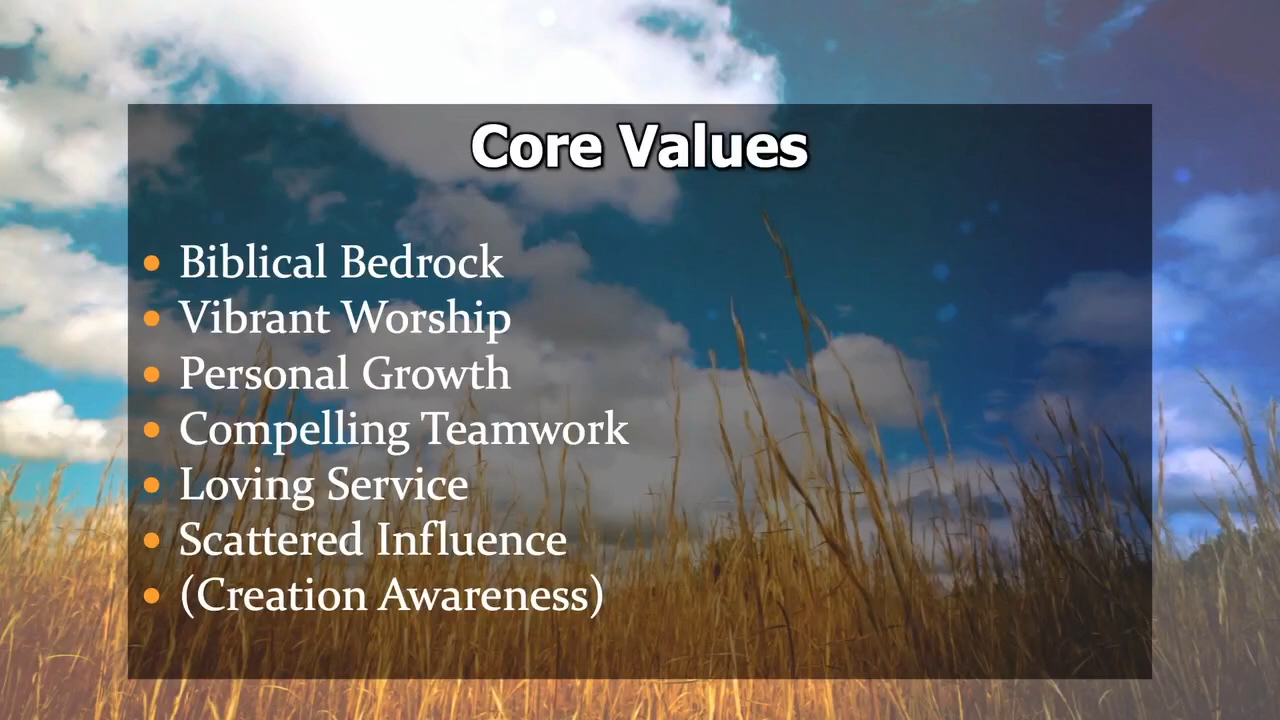 Core Values
• Biblical Bedrock
• Vibrant Worship
• Personal Growth
• Compelling Teamwork
• Loving Service
• Scattered Influence
• (Creation Awareness)